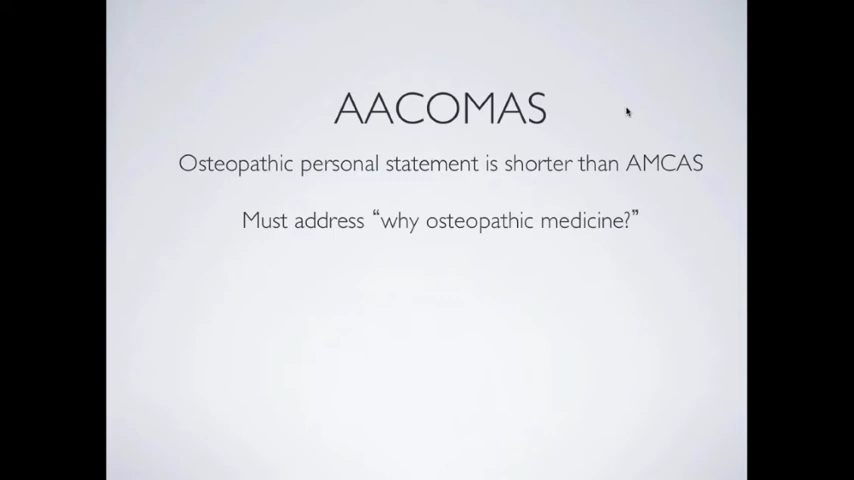 AACOMAS
Osteopathic personal statement is shorter than AMCAS
Must address “why osteopathic medicine?”